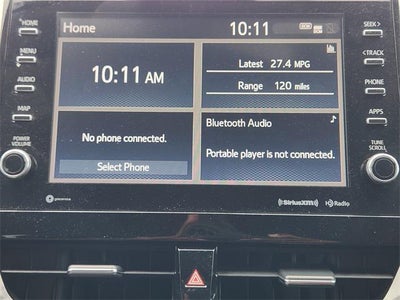 HOME
MENU
AUDIO
MAP
POWER
VOLUME
Home
10:11
DCM
10:11 AM
Latest 27.4 MPG
Range 120 miles
No phone connected.
Select Phone
Bluetooth Audio
Portable player is not connected.
SEEK>
<TRACK
PHONE
APPS
TUNE
SCROLL
gracenote
SiriusXM
HD Radio